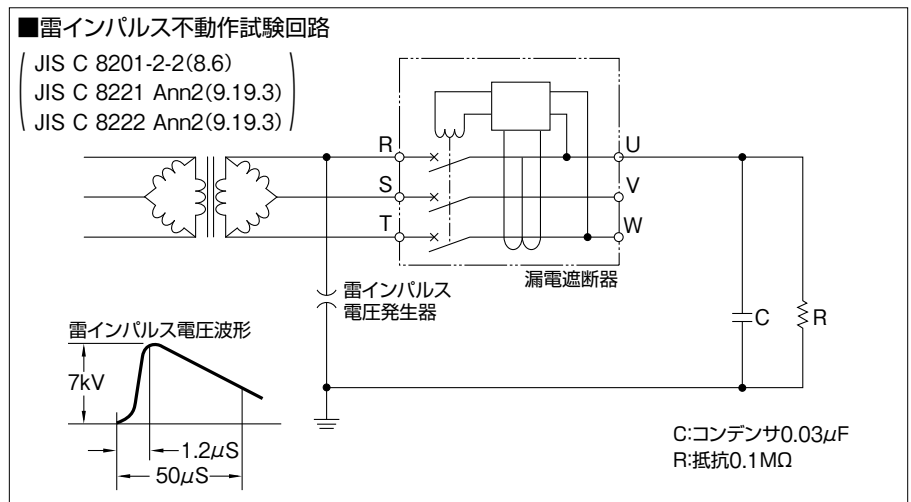 ■雷インパルス不動作試験回路
JIS C 8201-2-2(8.6)
JIS C 8221 Ann2(9.19.3)
JIS C 8222 Ann2(9.19.3)
R
U
S
V
T
W
漏電遮断器
雷インパルス
電圧発生器
C
R
雷インパルス電圧波形
7kV
1.2μS
50μS
C:コンデンサ0.03μF
R:抵抗0.1MΩ